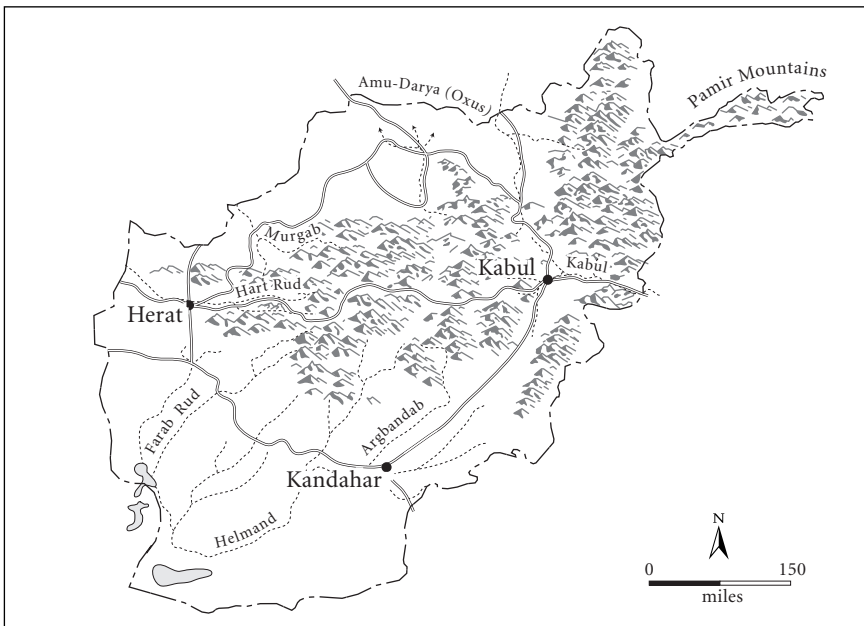 Pamir Mountains
Amu-Darya (Oxus)
Murgab
Kabul
Kabul
Hart Rud
Herat
Farab Rud
Argbandab
Kandahar
Helmand
N
0 150
miles